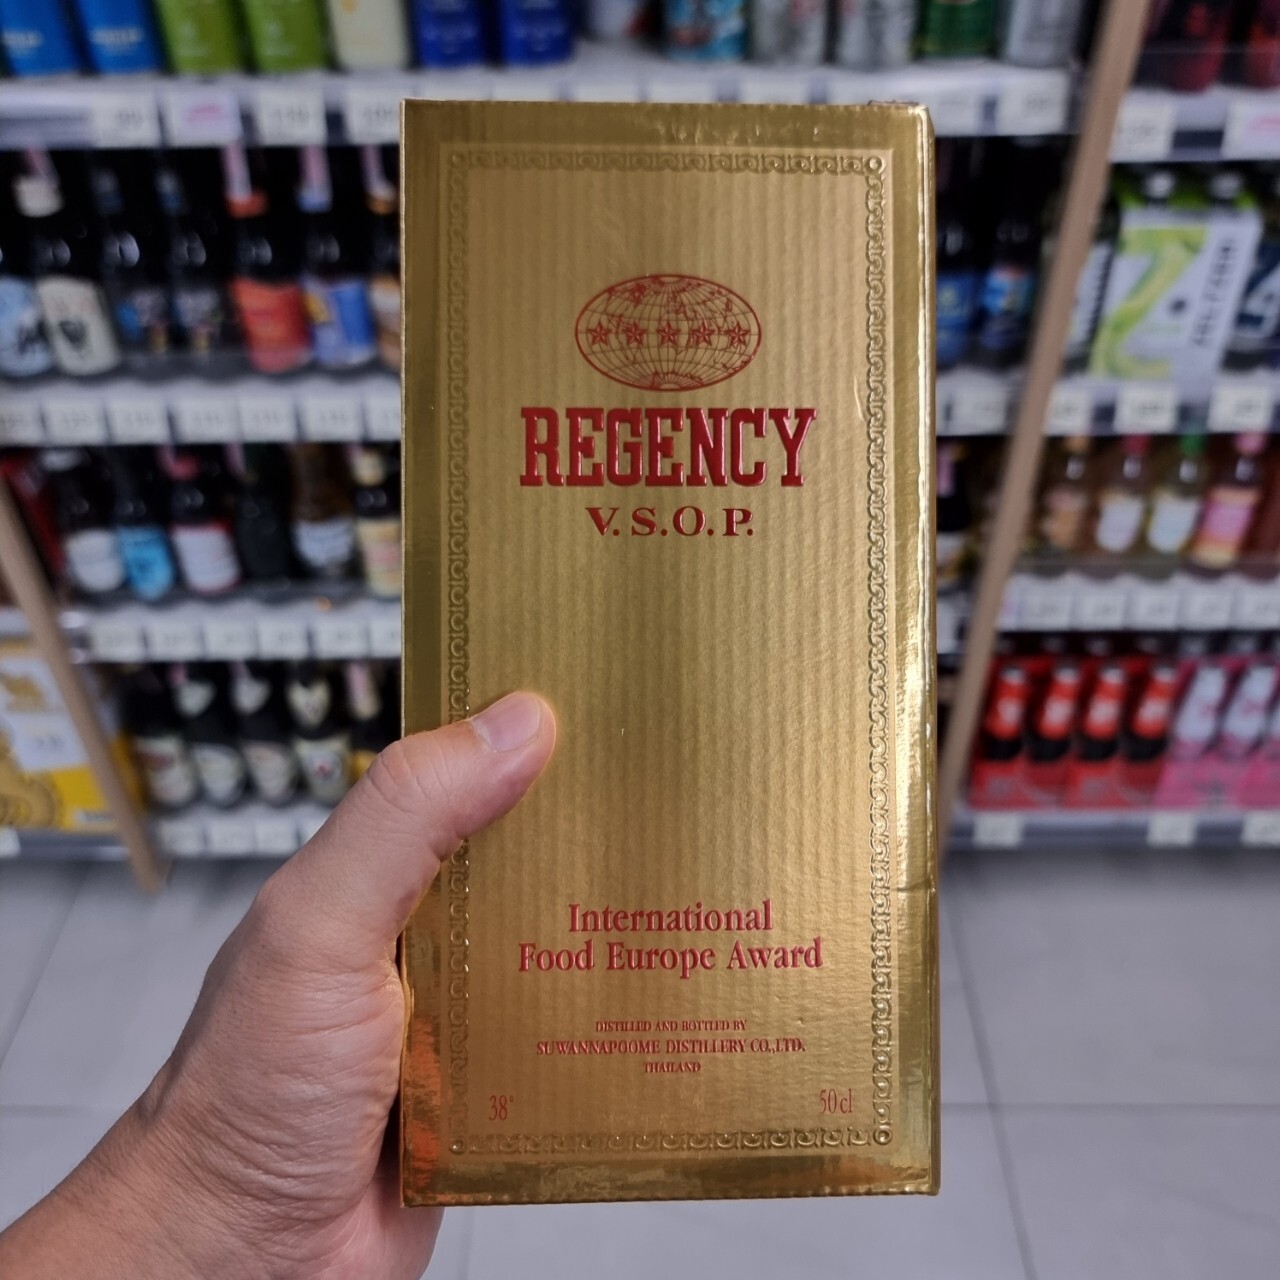 REGENCY
V.S.O.P.
International
Food Europe Award
DISTILLED AND BOTTLED BY
SUWANNAPOOME DISTILLERY CO.,LTD.
THAILAND
38° 50cl